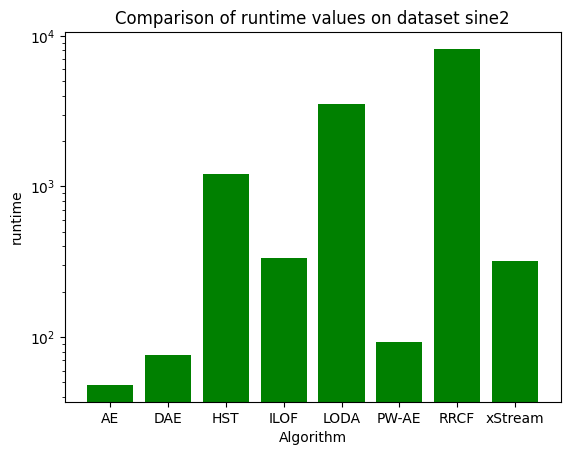 Comparison of runtime values on dataset sine2
10⁴
10³
10²
runtime
AE DAE HST ILOF LODA PW-AE RRCF xStream
Algorithm